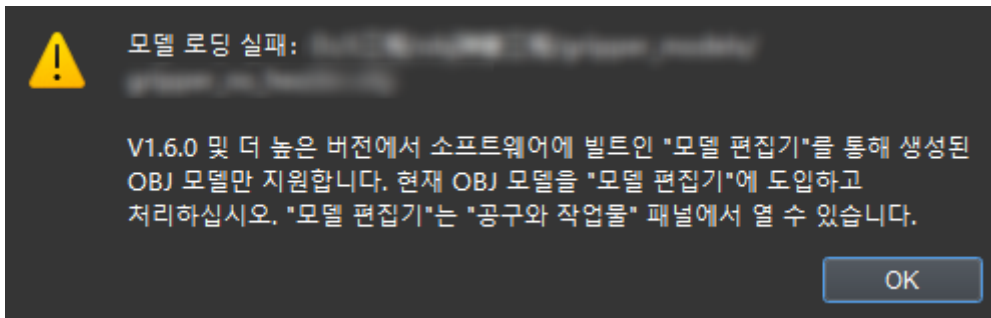 모델 로딩 실패:
V1.6.0 및 더 높은 버전에서 소프트웨어에 빌트인 "모델 편집기"를 통해 생성된
OBJ 모델만 지원합니다. 현재 OBJ 모델을 "모델 편집기"에 도입하고
처리하십시오. "모델 편집기"는 "공구와 작업물" 패널에서 열 수 있습니다.
OK